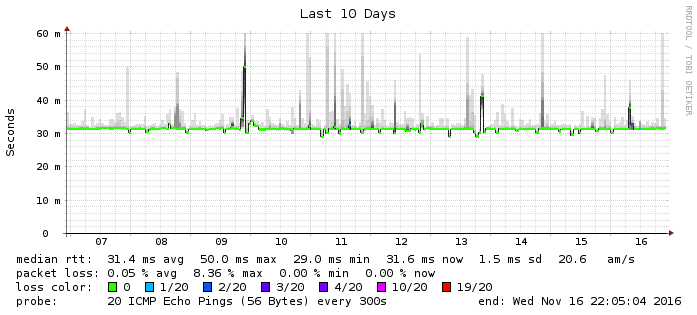 Last 10 Days
RRDTOOL / TOBI OETIKER
Seconds
60 m
50 m
40 m
30 m
20 m
10 m
0
07 08 09 10 11 12 13 14 15 16
median rtt: 31.4 ms avg 50.0 ms max 29.0 ms min 31.6 ms now 1.5 ms sd 20.6 am/s
packet loss: 0.05 % avg 8.36 % max 0.00 % min 0.00 % now
loss color: 0 1/20 2/20 3/20 4/20 10/20 19/20
probe: 20 ICMP Echo Pings (56 Bytes) every 300s end: Wed Nov 16 22:05:04 2016